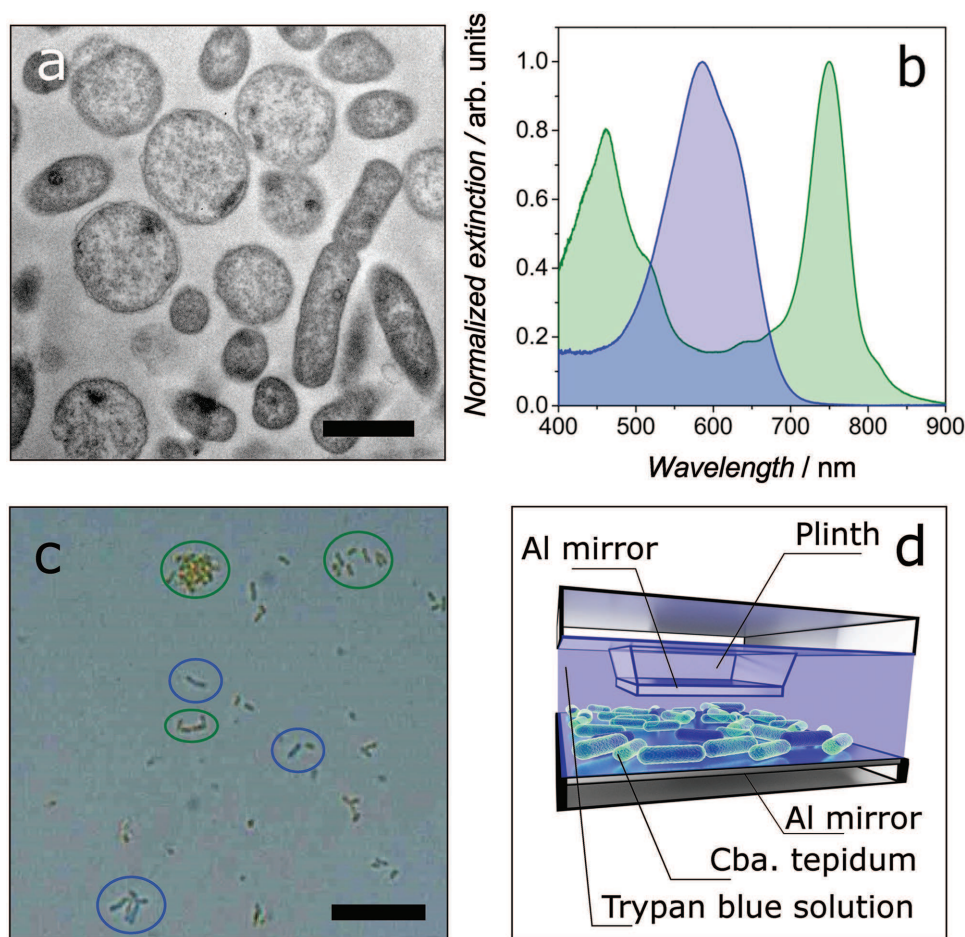 a
b
Normalized extinction / arb. units
1.0
0.8
0.6
0.4
0.2
0.0
400 500 600 700 800 900
Wavelength / nm
c
d
Al mirror
Plinth
Al mirror
Cba. tepidum
Trypan blue solution